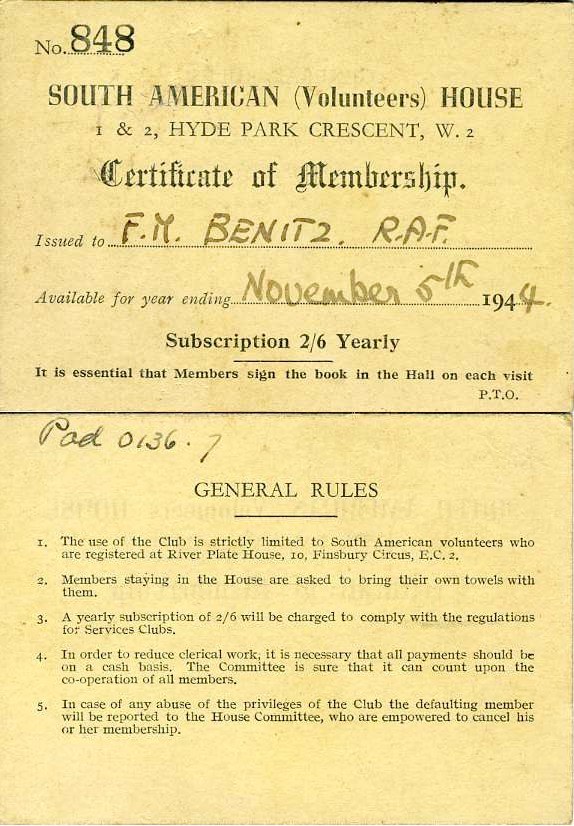 No. 848
SOUTH AMERICAN (Volunteers) HOUSE
1 & 2, HYDE PARK CRESCENT, W. 2
Certificate of Membership.
Issued to F.M. BENITZ. R.A.F.
Available for year ending November 5th 1944.
Subscription 2/6 Yearly
It is essential that Members sign the book in the Hall on each visit
P.T.O.
Pad 0136.7
GENERAL RULES
1. The use of the Club is strictly limited to South American volunteers who
are registered at River Plate House, 10, Finsbury Circus, E.C. 2.
2. Members staying in the House are asked to bring their own towels with
them.
3. A yearly subscription of 2/6 will be charged to comply with the regulations
for Services Clubs.
4. In order to reduce clerical work, it is necessary that all payments should be
on a cash basis. The Committee is sure that it can count upon the
co-operation of all members.
5. In case of any abuse of the privileges of the Club the defaulting member
will be reported to the House Committee, who are empowered to cancel his
or her membership.